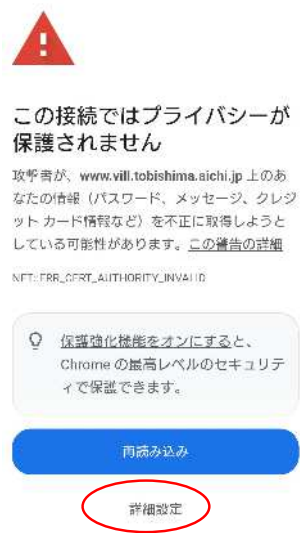 この接続ではプライバシーが
保護されません
攻撃者が、www.vill.tobishima.aichi.jp 上のあ
なたの情報（パスワード、メッセージ、クレジ
ット カード情報など）を不正に取得しようと
している可能性があります。この警告の詳細
NET::ERR_CERT_AUTHORITY_INVALID
保護強化機能をオンにすると、
Chrome の最高レベルのセキュリテ
ィで保護できます。
再読み込み
詳細設定